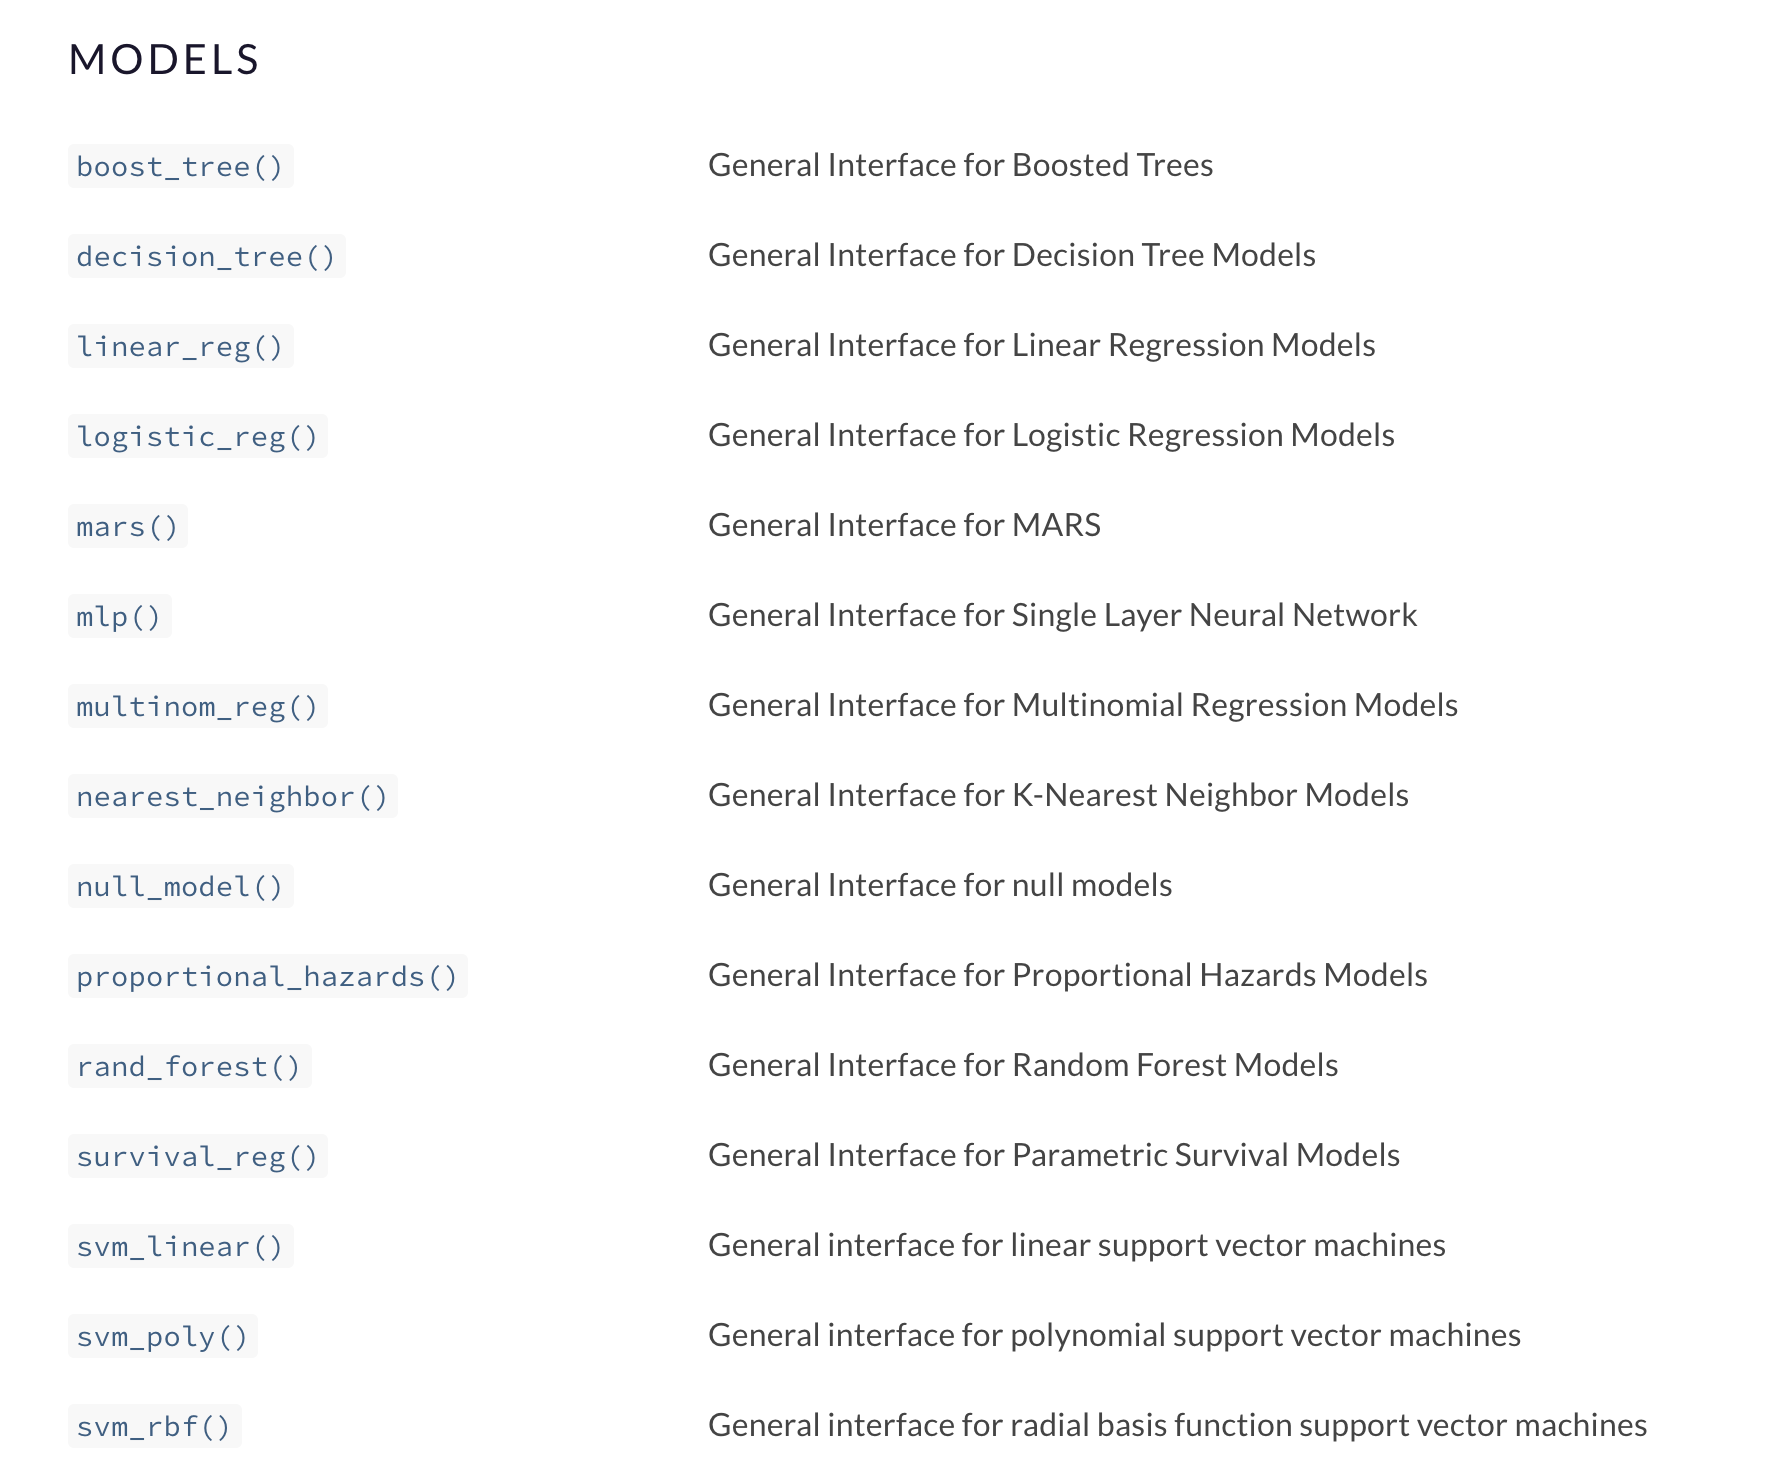 MODELS
boost_tree() General Interface for Boosted Trees
decision_tree() General Interface for Decision Tree Models
linear_reg() General Interface for Linear Regression Models
logistic_reg() General Interface for Logistic Regression Models
mars() General Interface for MARS
mlp() General Interface for Single Layer Neural Network
multinom_reg() General Interface for Multinomial Regression Models
nearest_neighbor() General Interface for K-Nearest Neighbor Models
null_model() General Interface for null models
proportional_hazards() General Interface for Proportional Hazards Models
rand_forest() General Interface for Random Forest Models
survival_reg() General Interface for Parametric Survival Models
svm_linear() General interface for linear support vector machines
svm_poly() General interface for polynomial support vector machines
svm_rbf() General interface for radial basis function support vector machines